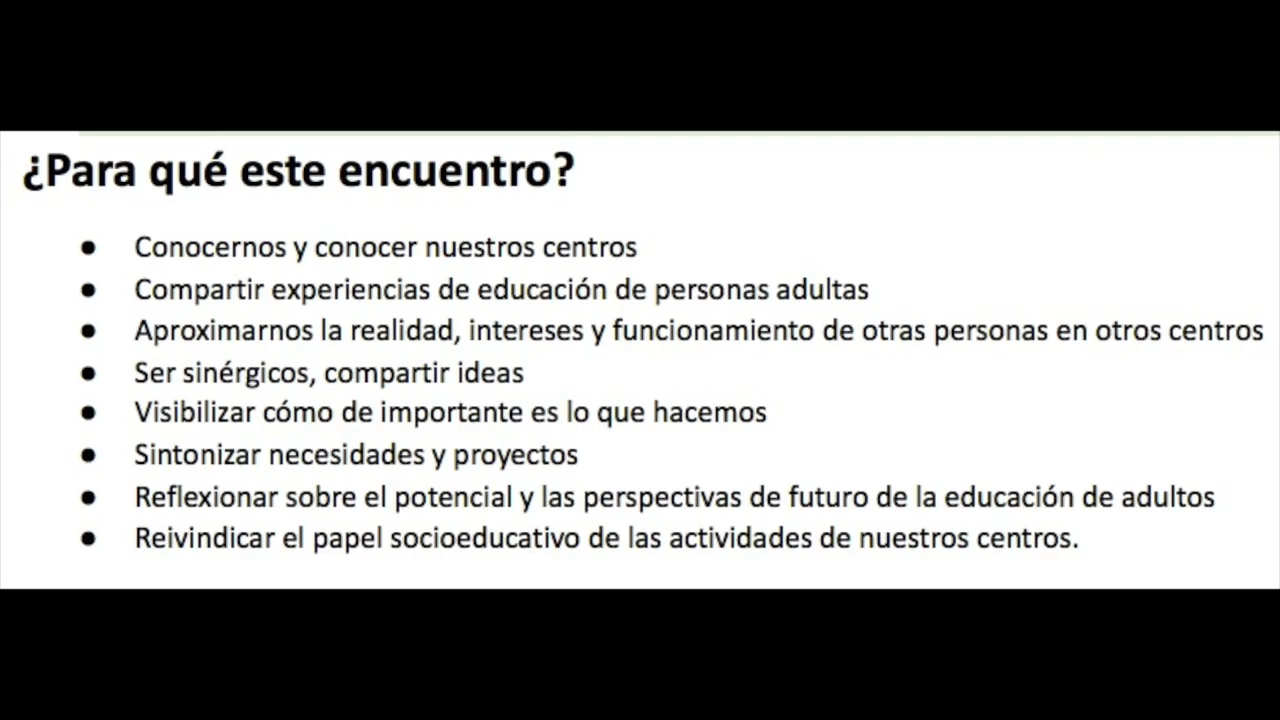 ¿Para qué este encuentro?
● Conocernos y conocer nuestros centros
● Compartir experiencias de educación de personas adultas
● Aproximarnos la realidad, intereses y funcionamiento de otras personas en otros centros
● Ser sinérgicos, compartir ideas
● Visibilizar cómo de importante es lo que hacemos
● Sintonizar necesidades y proyectos
● Reflexionar sobre el potencial y las perspectivas de futuro de la educación de adultos
● Reivindicar el papel socioeducativo de las actividades de nuestros centros.